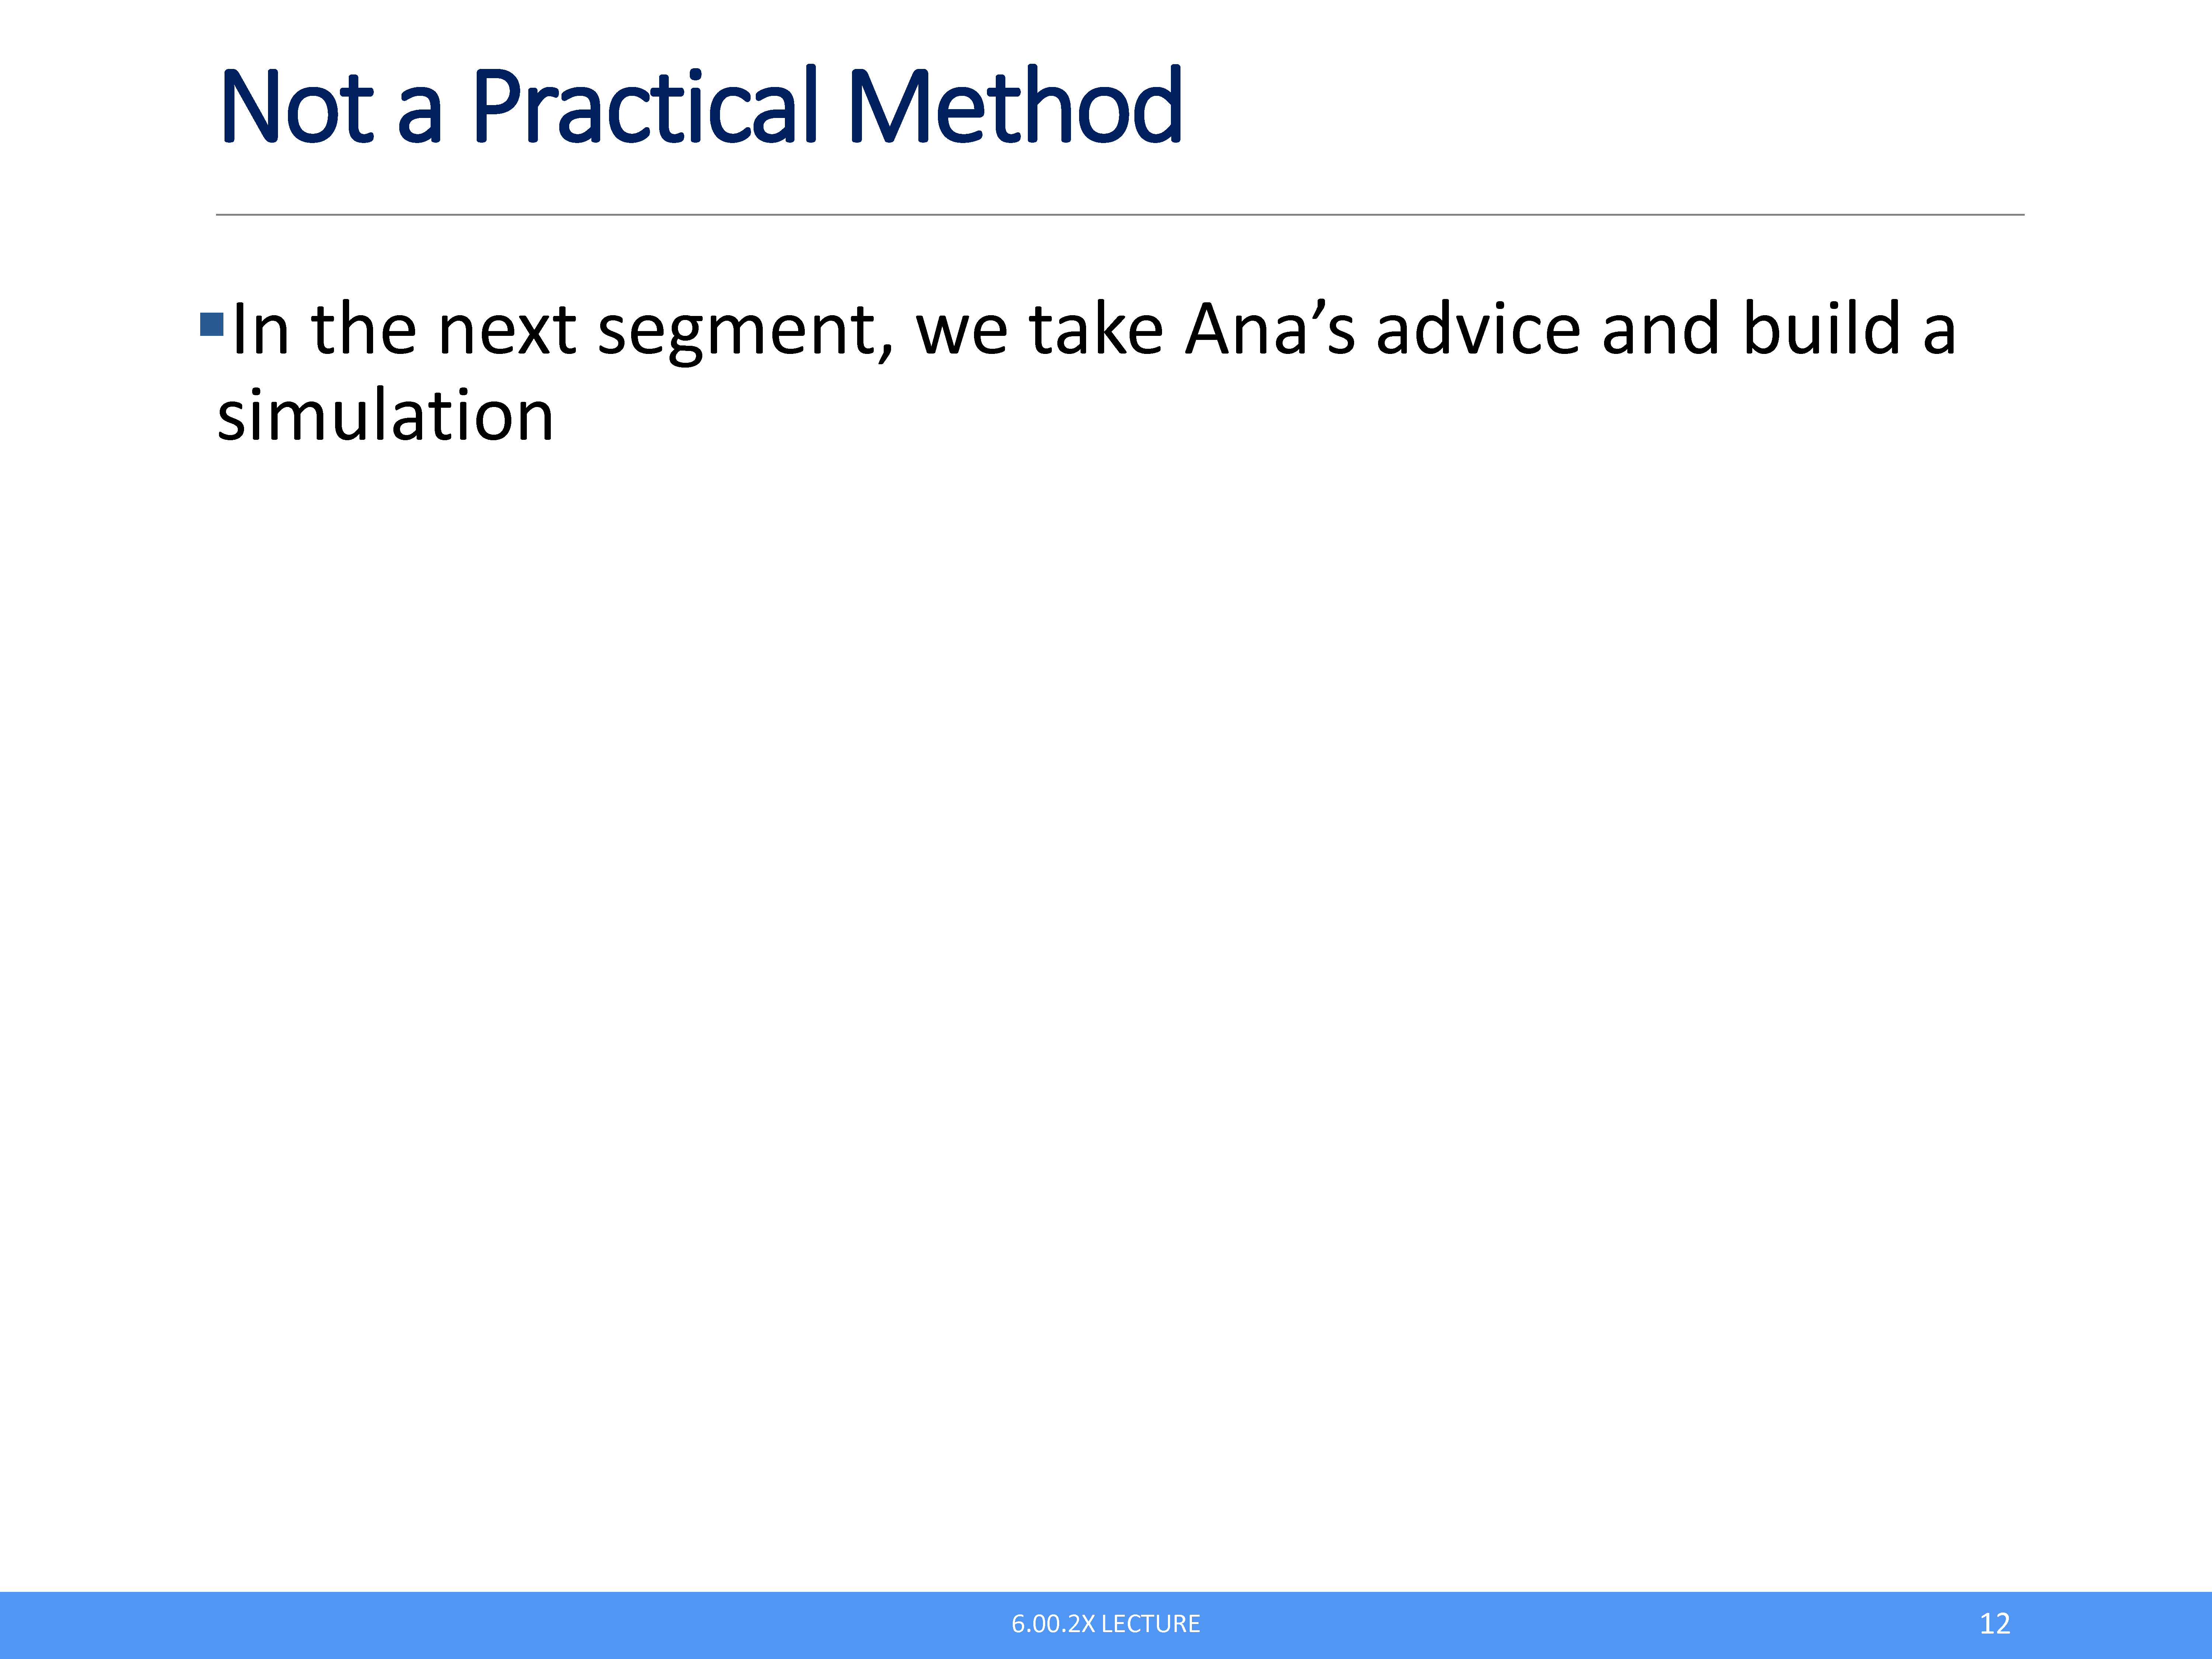 Not a Practical Method
▪In the next segment, we take Ana’s advice and build a
simulation
6.00.2X LECTURE
12